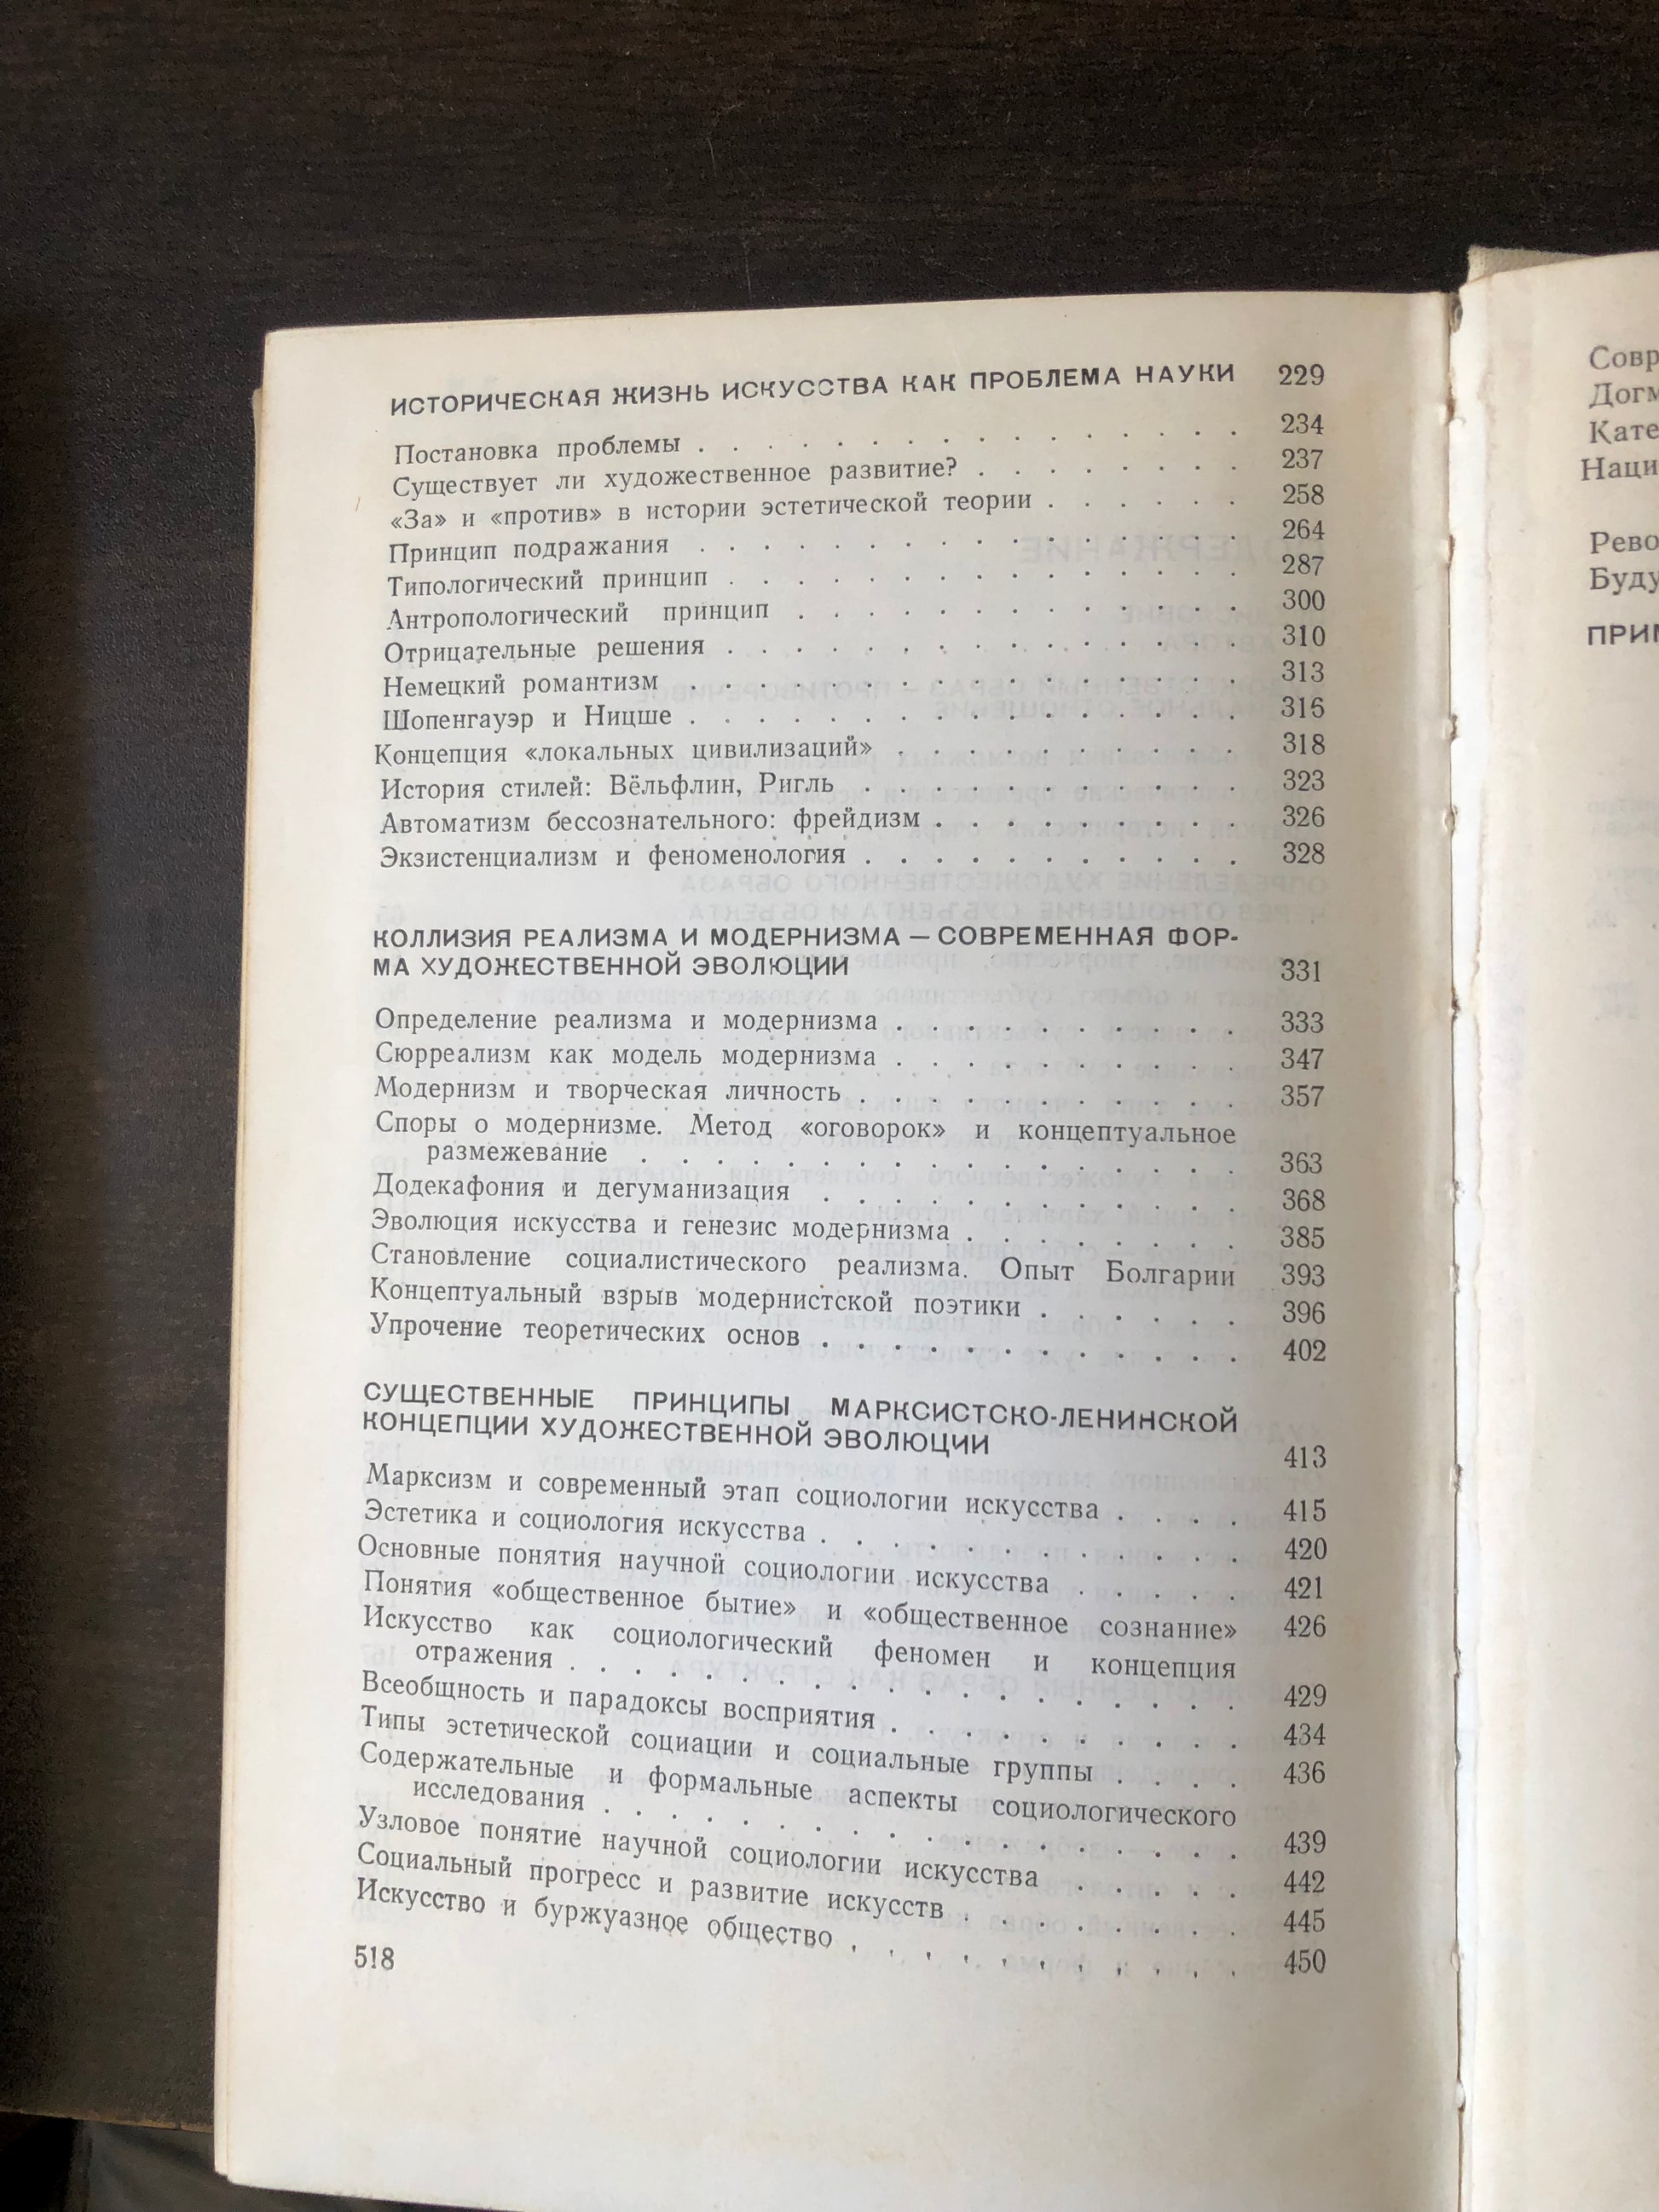 ИСТОРИЧЕСКАЯ ЖИЗНЬ ИСКУССТВА КАК ПРОБЛЕМА НАУКИ 229
Постановка проблемы . . . . . . . . . . . . . . . 234
Существует ли художественное развитие? . . . . . . . . 237
«За» и «против» в истории эстетической теории . . . . . . 258
Принцип подражания . . . . . . . . . . . . . . . 264
Типологический принцип . . . . . . . . . . . . . . 287
Антропологический принцип . . . . . . . . . . . . . 300
Отрицательные решения . . . . . . . . . . . . . . 310
Немецкий романтизм . . . . . . . . . . . . . . . 313
Шопенгауэр и Ницше . . . . . . . . . . . . . . . 316
Концепция «локальных цивилизаций» . . . . . . . . . . 318
История стилей: Вёльфлин, Ригль . . . . . . . . . . . 323
Автоматизм бессознательного: фрейдизм . . . . . . . . . 326
Экзистенциализм и феноменология . . . . . . . . . . . 328
КОЛЛИЗИЯ РЕАЛИЗМА И МОДЕРНИЗМА — СОВРЕМЕННАЯ ФОР-
МА ХУДОЖЕСТВЕННОЙ ЭВОЛЮЦИИ 331
Определение реализма и модернизма . . . . . . . . . . 333
Сюрреализм как модель модернизма . . . . . . . . . . 347
Модернизм и творческая личность . . . . . . . . . . . 357
Споры о модернизме. Метод «оговорок» и концептуальное
размежевание . . . . . . . . . . . . . . . . . 363
Додекафония и дегуманизация . . . . . . . . . . . . 368
Эволюция искусства и генезис модернизма . . . . . . . . 385
Становление социалистического реализма. Опыт Болгарии 393
Концептуальный взрыв модернистской поэтики . . . . . . 396
Упрочение теоретических основ . . . . . . . . . . . . 402
СУЩЕСТВЕННЫЕ ПРИНЦИПЫ МАРКСИСТСКО-ЛЕНИНСКОЙ
КОНЦЕПЦИИ ХУДОЖЕСТВЕННОЙ ЭВОЛЮЦИИ 413
Марксизм и современный этап социологии искусства . . . . 415
Эстетика и социология искусства . . . . . . . . . . . . 420
Основные понятия научной социологии искусства . . . . . 421
Понятия «общественное бытие» и «общественное сознание» 426
Искусство как социологический феномен и концепция
отражения . . . . . . . . . . . . . . . . . . 429
Всеобщность и парадоксы восприятия . . . . . . . . . . 434
Типы эстетической социации и социальные группы . . . . 436
Содержательные и формальные аспекты социологического
исследования . . . . . . . . . . . . . . . . . 439
Узловое понятие научной социологии искусства . . . . . 442
Социальный прогресс и развитие искусств . . . . . . . . 445
Искусство и буржуазное общество . . . . . . . . . . . 450
518
Совр
Догм
Кате
Наци
Рево
Буду
ПРИМ